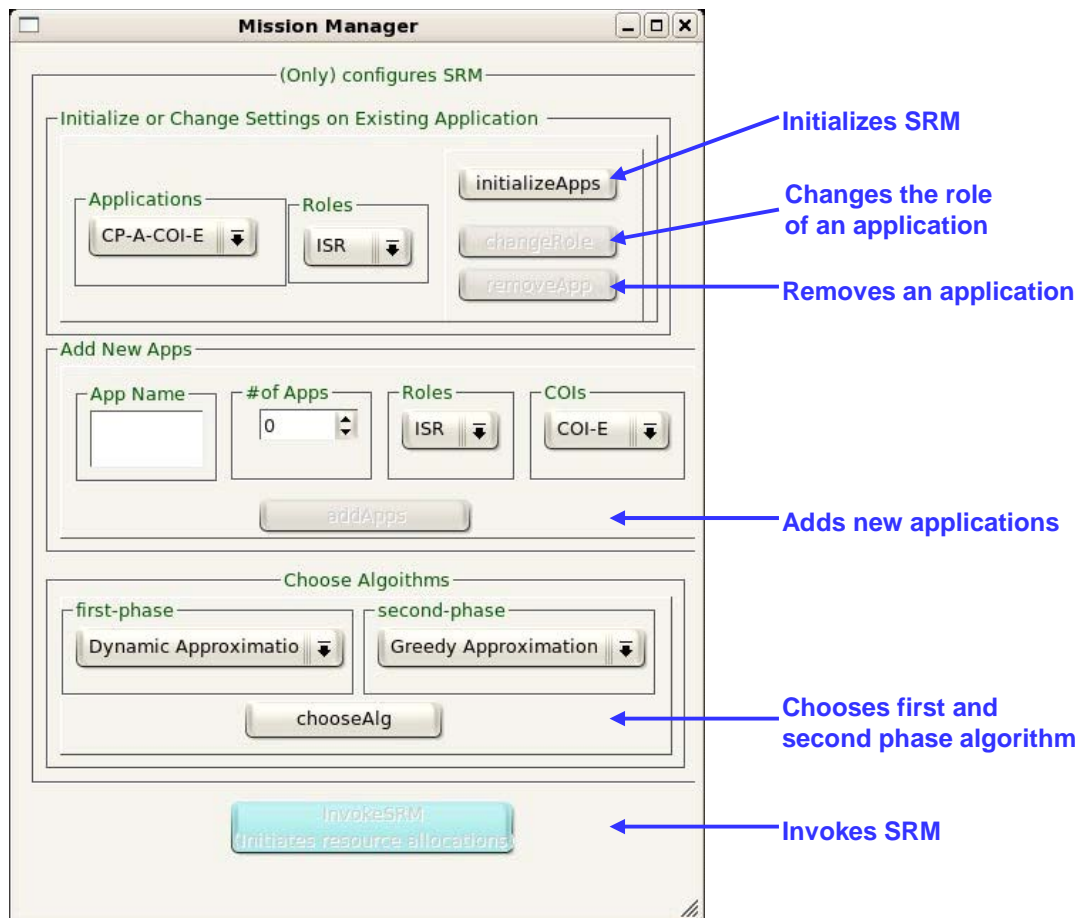 Mission Manager
(Only) configures SRM
Initialize or Change Settings on Existing Application
Initializes SRM
initializeApps
Applications
Roles
CP-A-COI-E
ISR
Changes the role
of an application
changeRole
removeApp
Removes an application
Add New Apps
App Name
#of Apps
Roles
COIs
0
ISR
COI-E
addApps
Adds new applications
Choose Algoithms
first-phase
second-phase
Dynamic Approximatio
Greedy Approximation
chooseAlg
Chooses first and
second phase algorithm
InvokeSRM
(Initiates resource allocations)
Invokes SRM